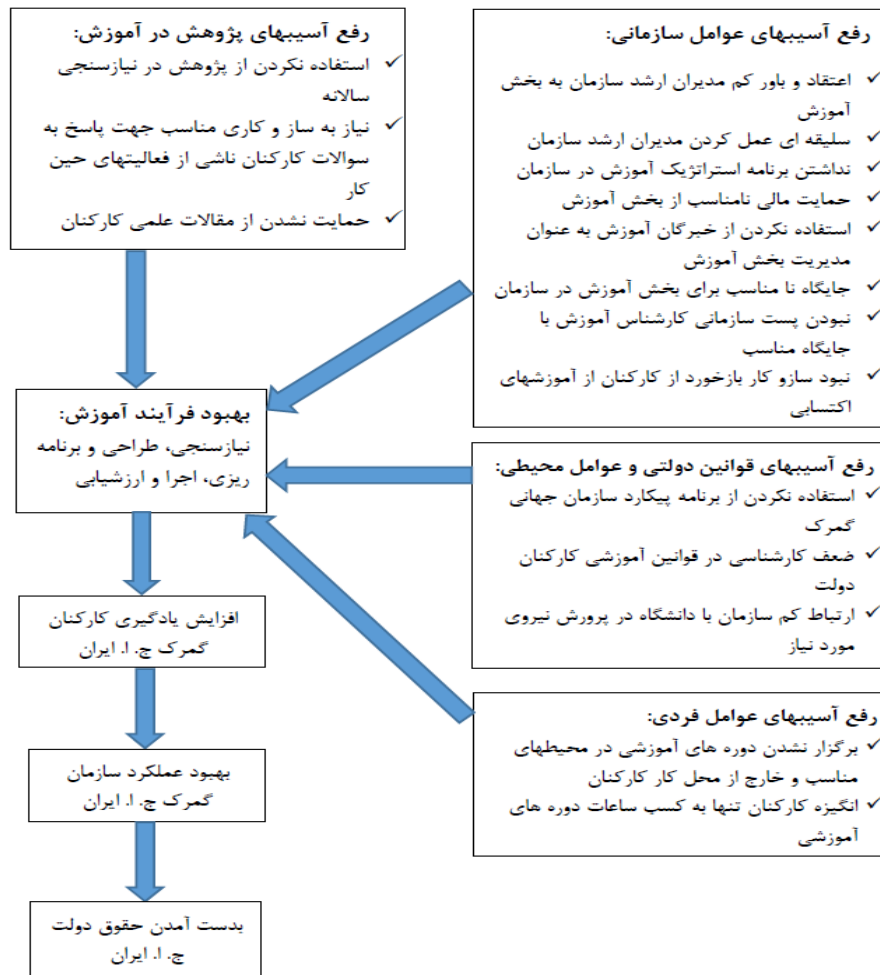 رفع آسیبهای عوامل سازمانی:
✓ اعتقاد و باور کم مدیران ارشد سازمان به بخش
آموزش
✓ سلیقه ای عمل کردن مدیران ارشد سازمان
✓ نداشتن برنامه استراتژیک آموزش در سازمان
✓ حمایت مالی نامناسب از بخش آموزش
✓ استفاده نکردن از خبرگان آموزش به عنوان
مدیریت بخش آموزش
✓ جایگاه نا مناسب برای بخش آموزش در سازمان
✓ نبودن پست سازمانی کارشناس آموزش با
جایگاه مناسب
✓ نبود سازو کار بازخورد از کارکنان از آموزشهای
اکتسابی
رفع آسیبهای پژوهش در آموزش:
✓ استفاده نکردن از پژوهش در نیازسنجی
سالانه
✓ نیاز به ساز و کاری مناسب جهت پاسخ به
سوالات کارکنان ناشی از فعالیتهای حین
کار
✓ حمایت نشدن از مقالات علمی کارکنان
رفع آسیبهای قوانین دولتی و عوامل محیطی:
✓ استفاده نکردن از برنامه پیکارد سازمان جهانی
گمرک
✓ ضعف کارشناسی در قوانین آموزشی کارکنان
دولت
✓ ارتباط کم سازمان با دانشگاه در پرورش نیروی
مورد نیاز
رفع آسیبهای عوامل فردی:
✓ برگزار نشدن دوره های آموزشی در محیطهای
مناسب و خارج از محل کار کارکنان
✓ انگیزه کارکنان تنها به کسب ساعات دوره های
آموزشی
بهبود فرآیند آموزش:
نیازسنجی، طراحی و برنامه
ریزی، اجرا و ارزشیابی
افزایش یادگیری کارکنان
گمرک ج. ا. ایران
بهبود عملکرد سازمان
گمرک ج. ا. ایران
بدست آمدن حقوق دولت
ج. ا. ایران